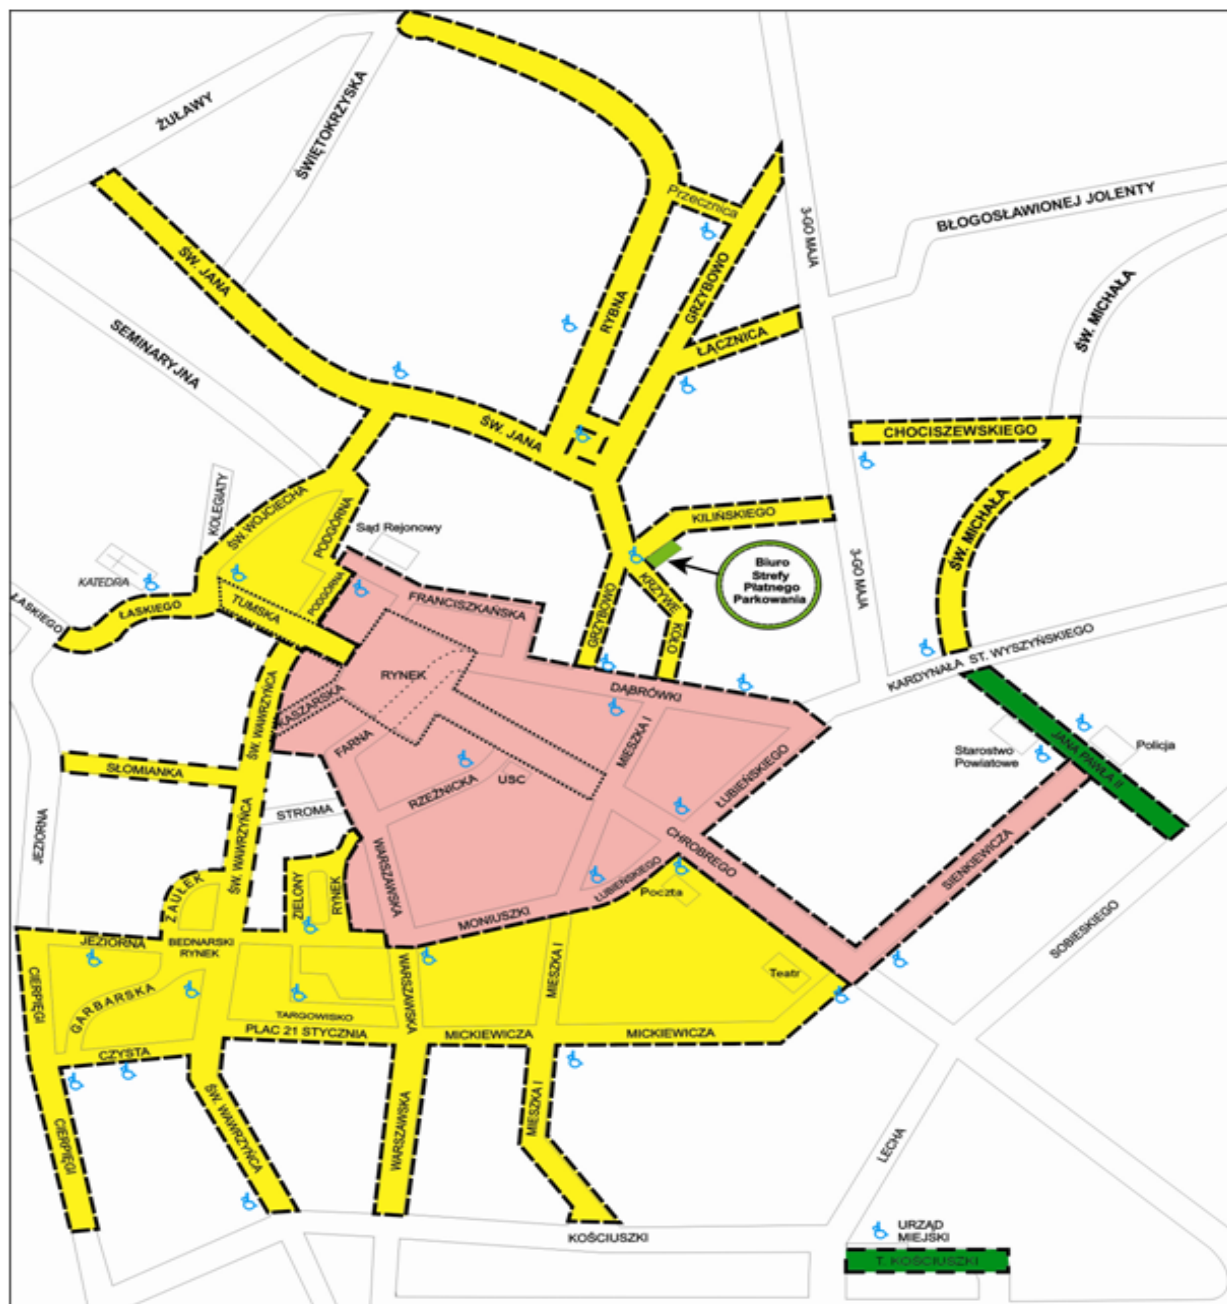 ŻUŁAWY
ŚWIĘTOKRZYSKA
Przecznica
BŁOGOSŁAWIONEJ JOLENTY
3-GO MAJA
ŚW. JANA
GRZYBOWO
RYBNA
ŚW. MICHAŁA
ŁĄCZNICA
SEMINARYJNA
ŚW. JANA
CHOCISZEWSKIEGO
KOLEGIATY
ŚW. WOJCIECHA
PODGÓRNA
Sąd Rejonowy
KILIŃSKIEGO
ŚW. MICHAŁA
Biuro
Strefy
Płatnego
Parkowania
3-GO MAJA
KATEDRA
ŁASKIEGO
ŁASKIEGO
TUMSKA
PODGÓRNA
FRANCISZKAŃSKA
GRZYBOWO
KRZYWE
KOŁO
KARDYNAŁA ST. WYSZYŃSKIEGO
RYNEK
DĄBRÓWKI
KASZARSKA
ŚW. WAWRZYŃCA
FARNA
MIESZKA I
JANA PAWŁA II
Policja
Starostwo
Powiatowe
SŁOMIANKA
RZEŹNICKA
USC
ŁUBIEŃSKIEGO
STROMA
JEZIORNA
ŚW. WAWRZYŃCA
CHROBREGO
SIENKIEWICZA
WARSZAWSKA
ŁUBIEŃSKIEGO
Poczta
ZAUŁEK
ZIELONY
RYNEK
MONIUSZKI
SOBIESKIEGO
JEZIORNA
BEDNARSKI
RYNEK
CIERPIĘGI
GARBARSKA
WARSZAWSKA
MIESZKA I
Teatr
TARGOWISKO
PLAC 21 STYCZNIA
MICKIEWICZA
MICKIEWICZA
CZYSTA
CIERPIĘGI
ŚW. WAWRZYŃCA
WARSZAWSKA
MIESZKA I
LECHA
KOŚCIUSZKI
URZĄD
MIEJSKI
T. KOŚCIUSZKI